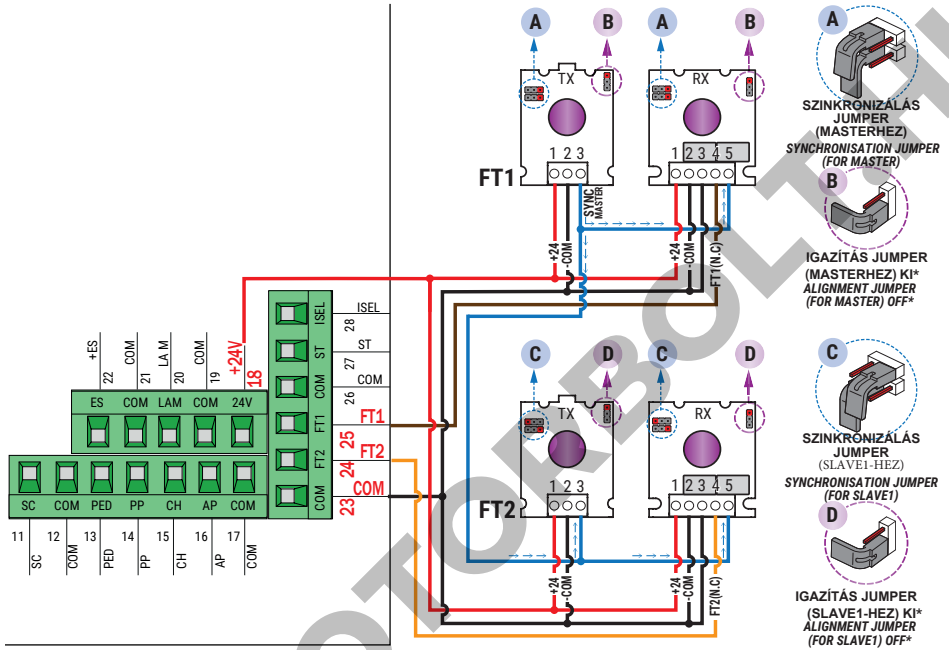 A
B
A
B
TX
RX
1 2 3
1 2 3 4 5
FT1
SYNC
MASTER
+24
-COM
+24
-COM
FT1(N.C)
A
SZINKRONIZÁLÁS
JUMPER
(MASTERHEZ)
SYNCHRONISATION JUMPER
(FOR MASTER)
B
IGAZÍTÁS JUMPER
(MASTERHEZ) KI*
ALIGNMENT JUMPER
(FOR MASTER) OFF*
ISEL
ISEL
28
ST
ST
27
COM
COM
26
FT1
FT1
25
FT2
FT2
24
COM
COM
23
+ES
22
COM
21
LA M
20
COM
19
+24V
18
ES COM LAM COM 24V
SC COM PED PP CH AP COM
11 12 13 14 15 16 17
SC
COM
PED
PP
CH
AP
COM
C
D
C
D
TX
RX
1 2 3
1 2 3 4 5
FT2
+24
-COM
+24
-COM
FT2(N.C)
C
SZINKRONIZÁLÁS
JUMPER
(SLAVE1-HEZ)
SYNCHRONISATION JUMPER
(FOR SLAVE1)
D
IGAZÍTÁS JUMPER
(SLAVE1-HEZ) KI*
ALIGNMENT JUMPER
(FOR SLAVE1) OFF*
MOTORBOLT.HU